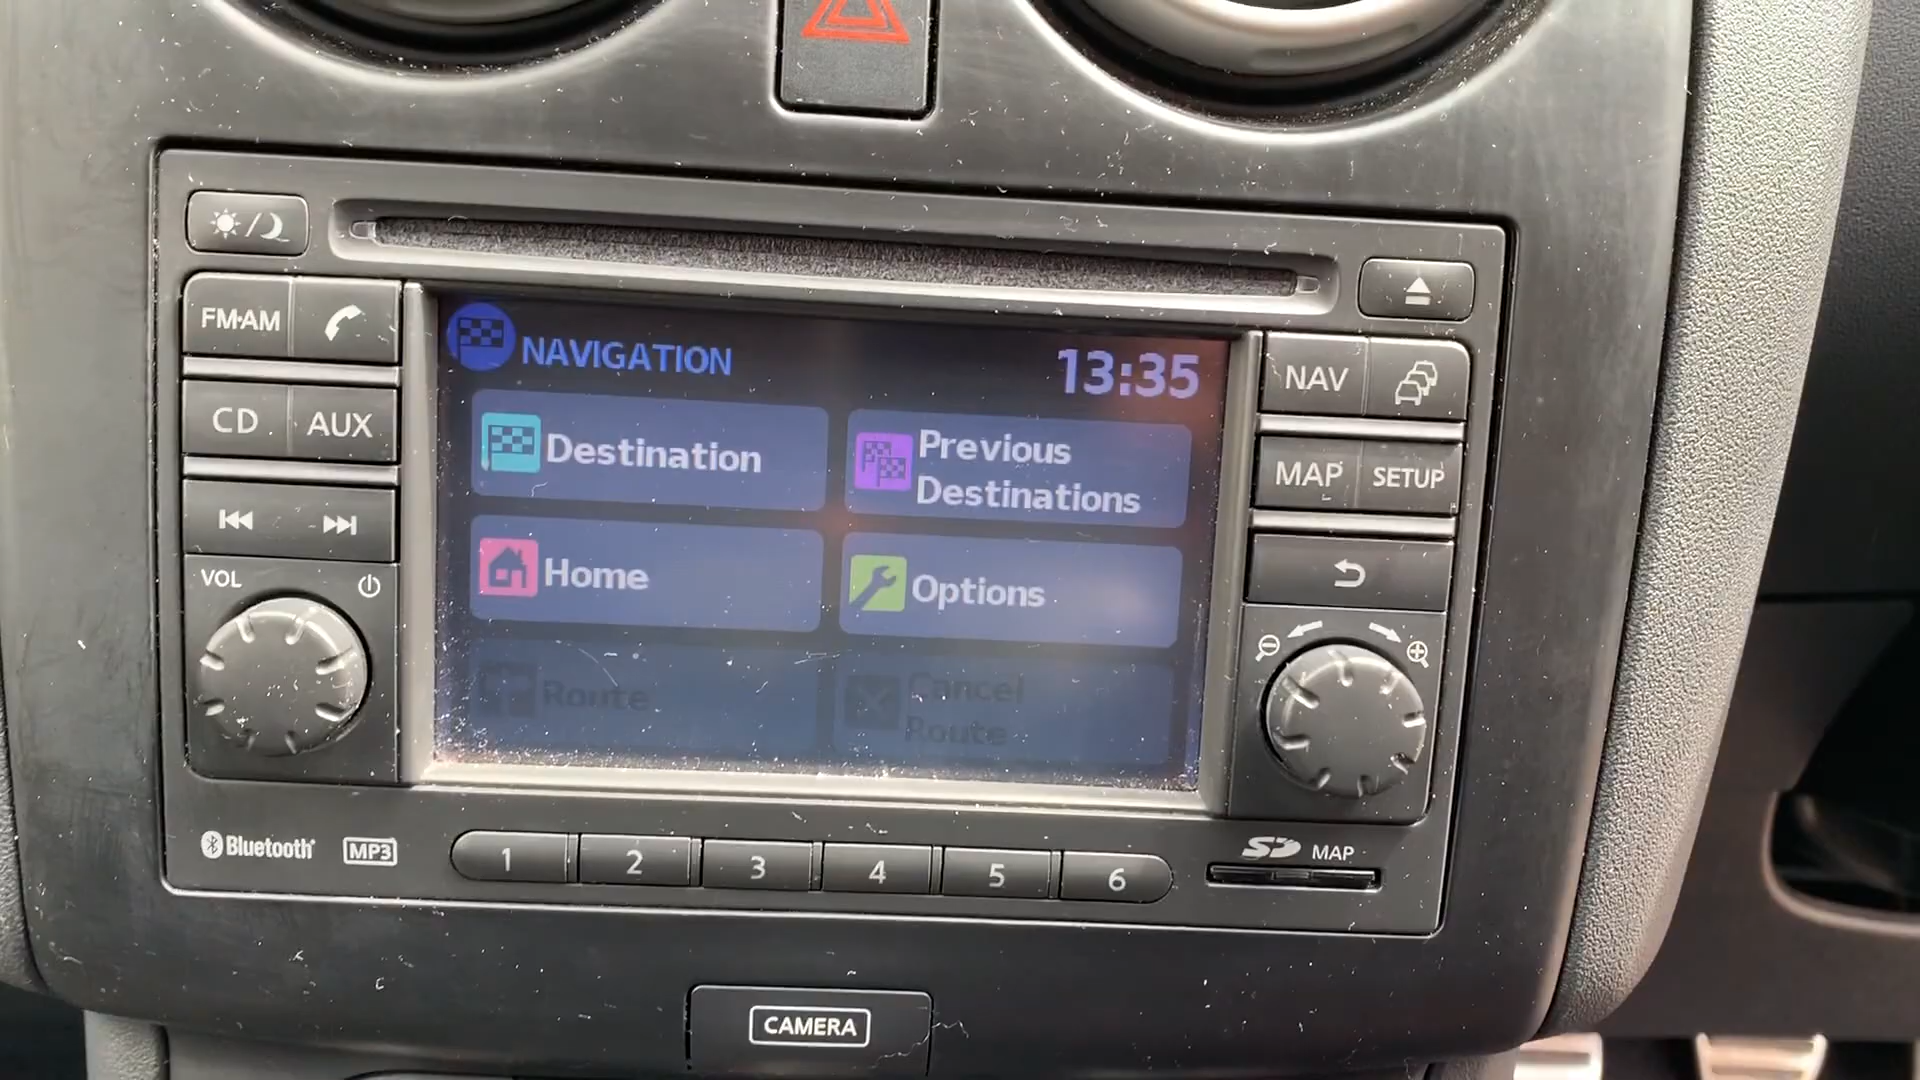 FM·AM
CD
AUX
VOL
NAVIGATION
13:35
Destination
Previous
Destinations
Home
Options
Route
Cancel
Route
NAV
MAP
SETUP
Bluetooth
MP3
1
2
3
4
5
6
SD
MAP
CAMERA